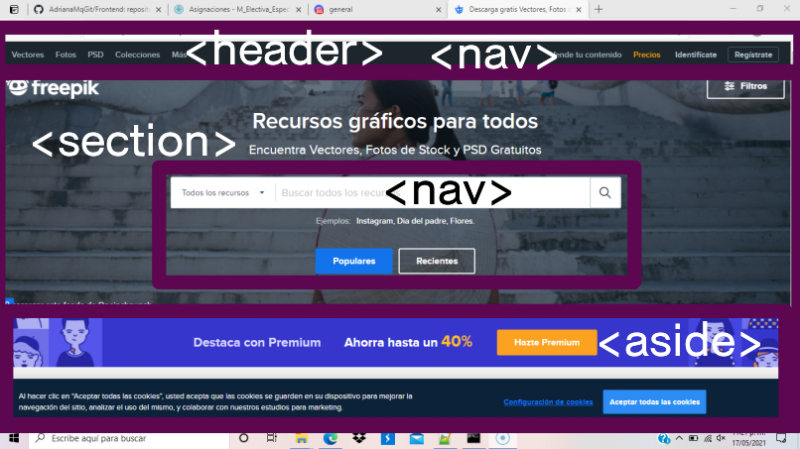 AdrianaMqGit/Frontend: reposit
Asignaciones - M_Electiva_Espec
general
Descarga gratis Vectores, Fotos
Vectores Fotos PSD Colecciones Más
<header> <nav>
nde tu contenido Precios Identifícate Regístrate
freepik
Filtros
Recursos gráficos para todos
<section>
Encuentra Vectores, Fotos de Stock y PSD Gratuitos
Todos los recursos Buscar todos los recur
<nav>
Ejemplos: Instagram, Dia del padre, Flores.
Populares Recientes
Destaca con Premium Ahorra hasta un 40% Hazte Premium
<aside>
Al hacer clic en "Aceptar todas las cookies", usted acepta que las cookies se guarden en su dispositivo para mejorar la
navegación del sitio, analizar el uso del mismo, y colaborar con nuestros estudios para marketing.
Configuración de cookies Aceptar todas las cookies
Escribe aquí para buscar
17/05/2021